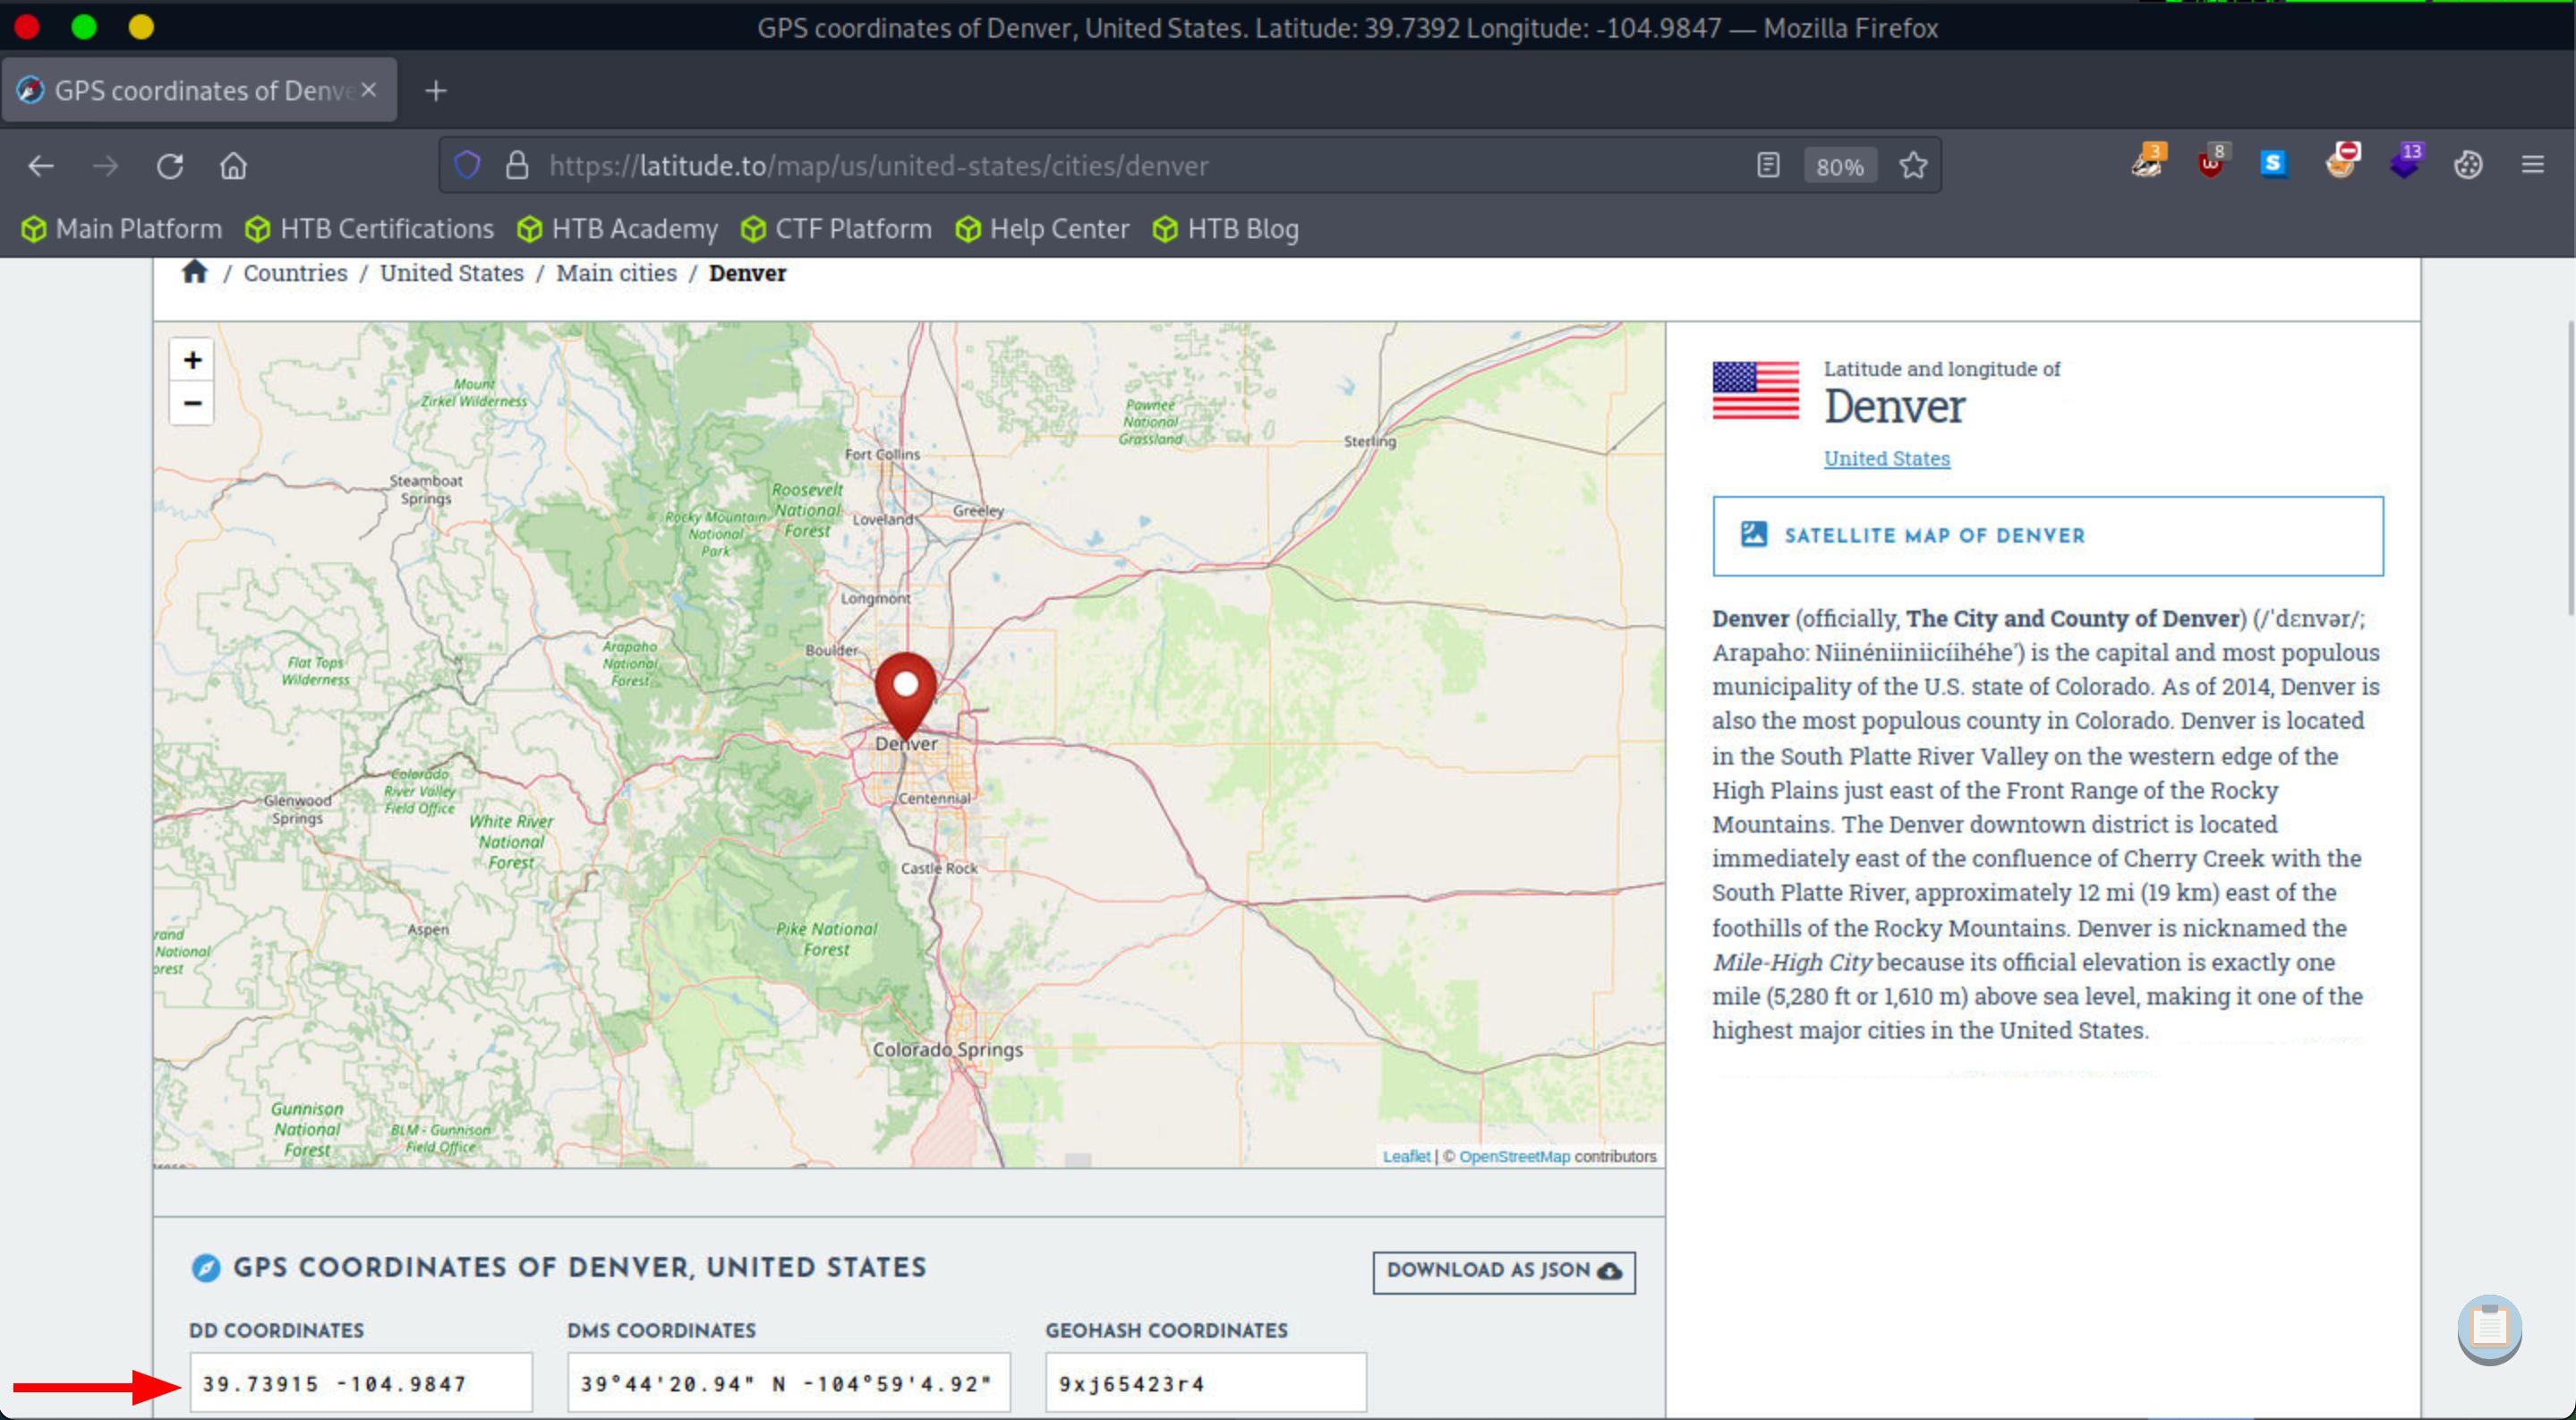 GPS coordinates of Denver, United States. Latitude: 39.7392 Longitude: -104.9847 — Mozilla Firefox
GPS coordinates of Denve
https://latitude.to/map/us/united-states/cities/denver
80%
3
8
S
13
Main Platform
HTB Certifications
HTB Academy
CTF Platform
Help Center
HTB Blog
/ Countries / United States / Main cities / Denver
+
−
Mount
Zirkel Wilderness
Pawnee
National
Grassland
Sterling
Fort Collins
Steamboat
Springs
Roosevelt
National
Forest
Rocky Mountain
National
Park
Loveland
Greeley
Longmont
Boulder
Arapaho
National
Forest
Flat Tops
Wilderness
Denver
Colorado
River Valley
Field Office
Glenwood
Springs
Centennial
White River
National
Forest
Castle Rock
Aspen
Pike National
Forest
rand
National
orest
Colorado Springs
Gunnison
National
Forest
BLM - Gunnison
Field Office
Leaflet | © OpenStreetMap contributors
Latitude and longitude of
Denver
United States
SATELLITE MAP OF DENVER
Denver (officially, The City and County of Denver) (/ˈdɛnvər/;
Arapaho: Niinéniiniicííhéhe') is the capital and most populous
municipality of the U.S. state of Colorado. As of 2014, Denver is
also the most populous county in Colorado. Denver is located
in the South Platte River Valley on the western edge of the
High Plains just east of the Front Range of the Rocky
Mountains. The Denver downtown district is located
immediately east of the confluence of Cherry Creek with the
South Platte River, approximately 12 mi (19 km) east of the
foothills of the Rocky Mountains. Denver is nicknamed the
Mile-High City because its official elevation is exactly one
mile (5,280 ft or 1,610 m) above sea level, making it one of the
highest major cities in the United States.
GPS COORDINATES OF DENVER, UNITED STATES
DOWNLOAD AS JSON
DD COORDINATES
DMS COORDINATES
GEOHASH COORDINATES
39.73915 -104.9847
39°44'20.94" N -104°59'4.92"
9xj65423r4